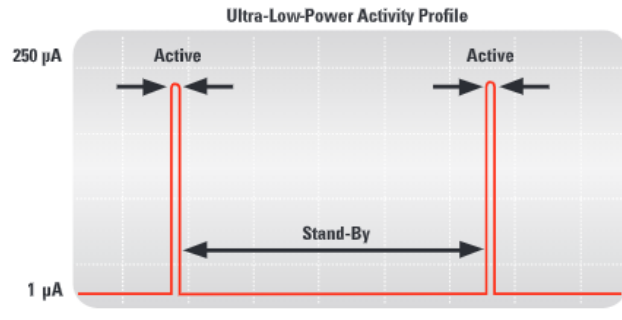 Ultra-Low-Power Activity Profile
250 µA
Active
Active
Stand-By
1 µA